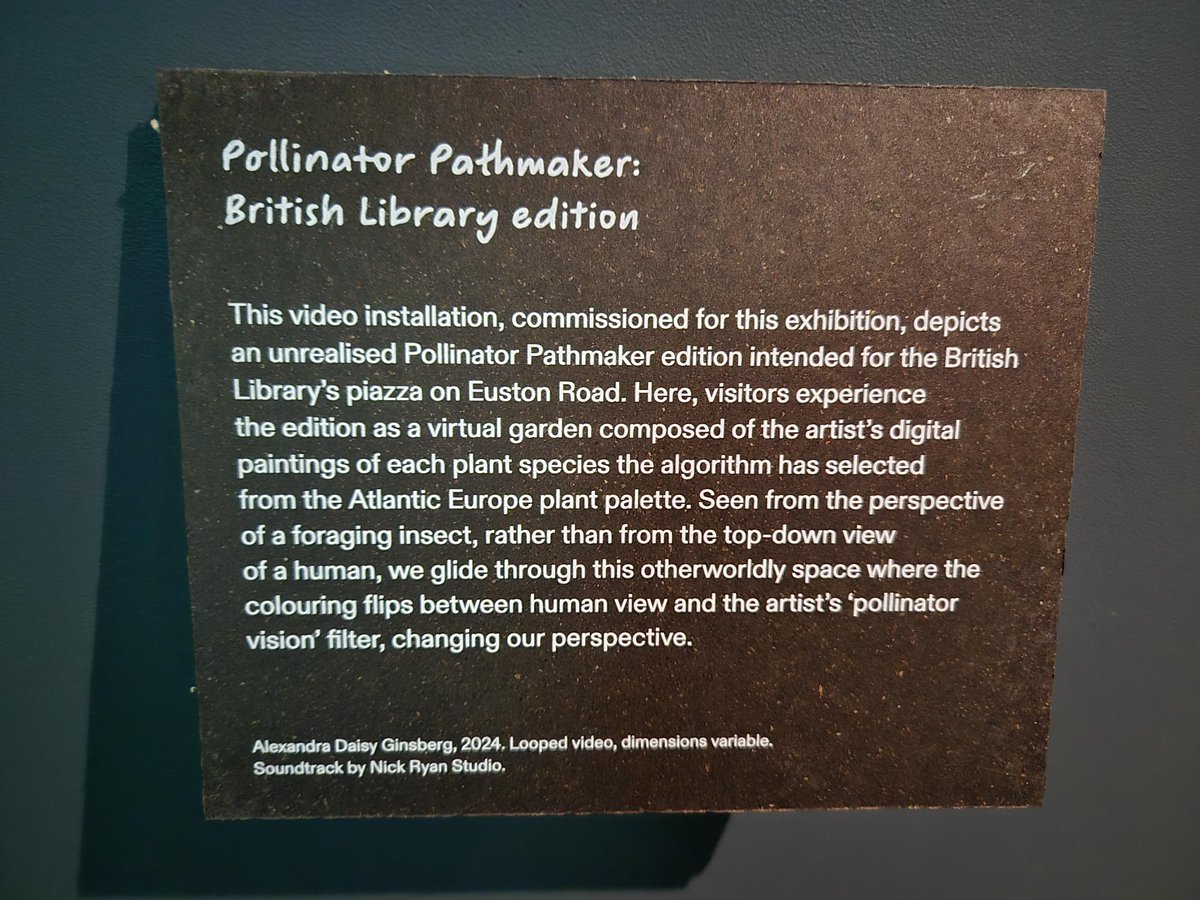 Pollinator Pathmaker:
British Library edition
This video installation, commissioned for this exhibition, depicts
an unrealised Pollinator Pathmaker edition intended for the British
Library’s piazza on Euston Road. Here, visitors experience
the edition as a virtual garden composed of the artist’s digital
paintings of each plant species the algorithm has selected
from the Atlantic Europe plant palette. Seen from the perspective
of a foraging insect, rather than from the top-down view
of a human, we glide through this otherworldly space where the
colouring flips between human view and the artist’s ‘pollinator
vision’ filter, changing our perspective.
Alexandra Daisy Ginsberg, 2024. Looped video, dimensions variable.
Soundtrack by Nick Ryan Studio.